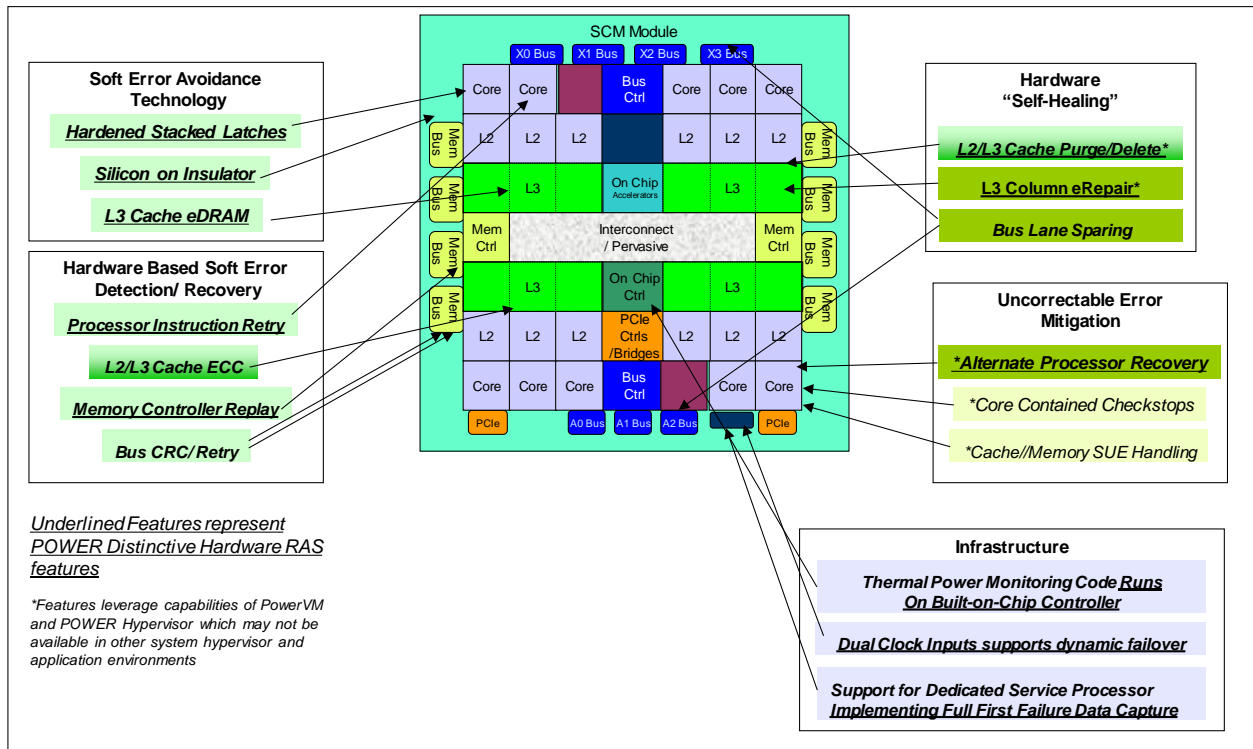 SCM Module
X0 Bus
X1 Bus
X2 Bus
X3 Bus
Core
Core
Bus
Ctrl
Core
Core
Core
L2
L2
L2
L2
L2
L2
L3
On Chip
Accelerators
L3
Mem
Ctrl
Interconnect
/ Pervasive
Mem
Ctrl
L3
On Chip
Ctrl
L3
L2
L2
L2
PCIe
Ctrls
/Bridges
L2
L2
L2
Core
Core
Core
Bus
Ctrl
Core
Core
PCIe
A0 Bus
A1 Bus
A2 Bus
PCIe
Mem
Bus
Mem
Bus
Mem
Bus
Mem
Bus
Mem
Bus
Mem
Bus
Mem
Bus
Mem
Bus
Soft Error Avoidance
Technology
Hardened Stacked Latches
Silicon on Insulator
L3 Cache eDRAM
Hardware Based Soft Error
Detection/ Recovery
Processor Instruction Retry
L2/L3 Cache ECC
Memory Controller Replay
Bus CRC/ Retry
Underlined Features represent
POWER Distinctive Hardware RAS
features
*Features leverage capabilities of PowerVM
and POWER Hypervisor which may not be
available in other system hypervisor and
application environments
Hardware
“Self-Healing”
L2/L3 Cache Purge/Delete*
L3 Column eRepair*
Bus Lane Sparing
Uncorrectable Error
Mitigation
*Alternate Processor Recovery
*Core Contained Checkstops
*Cache//Memory SUE Handling
Infrastructure
Thermal Power Monitoring Code Runs
On Built-on-Chip Controller
Dual Clock Inputs supports dynamic failover
Support for Dedicated Service Processor
Implementing Full First Failure Data Capture